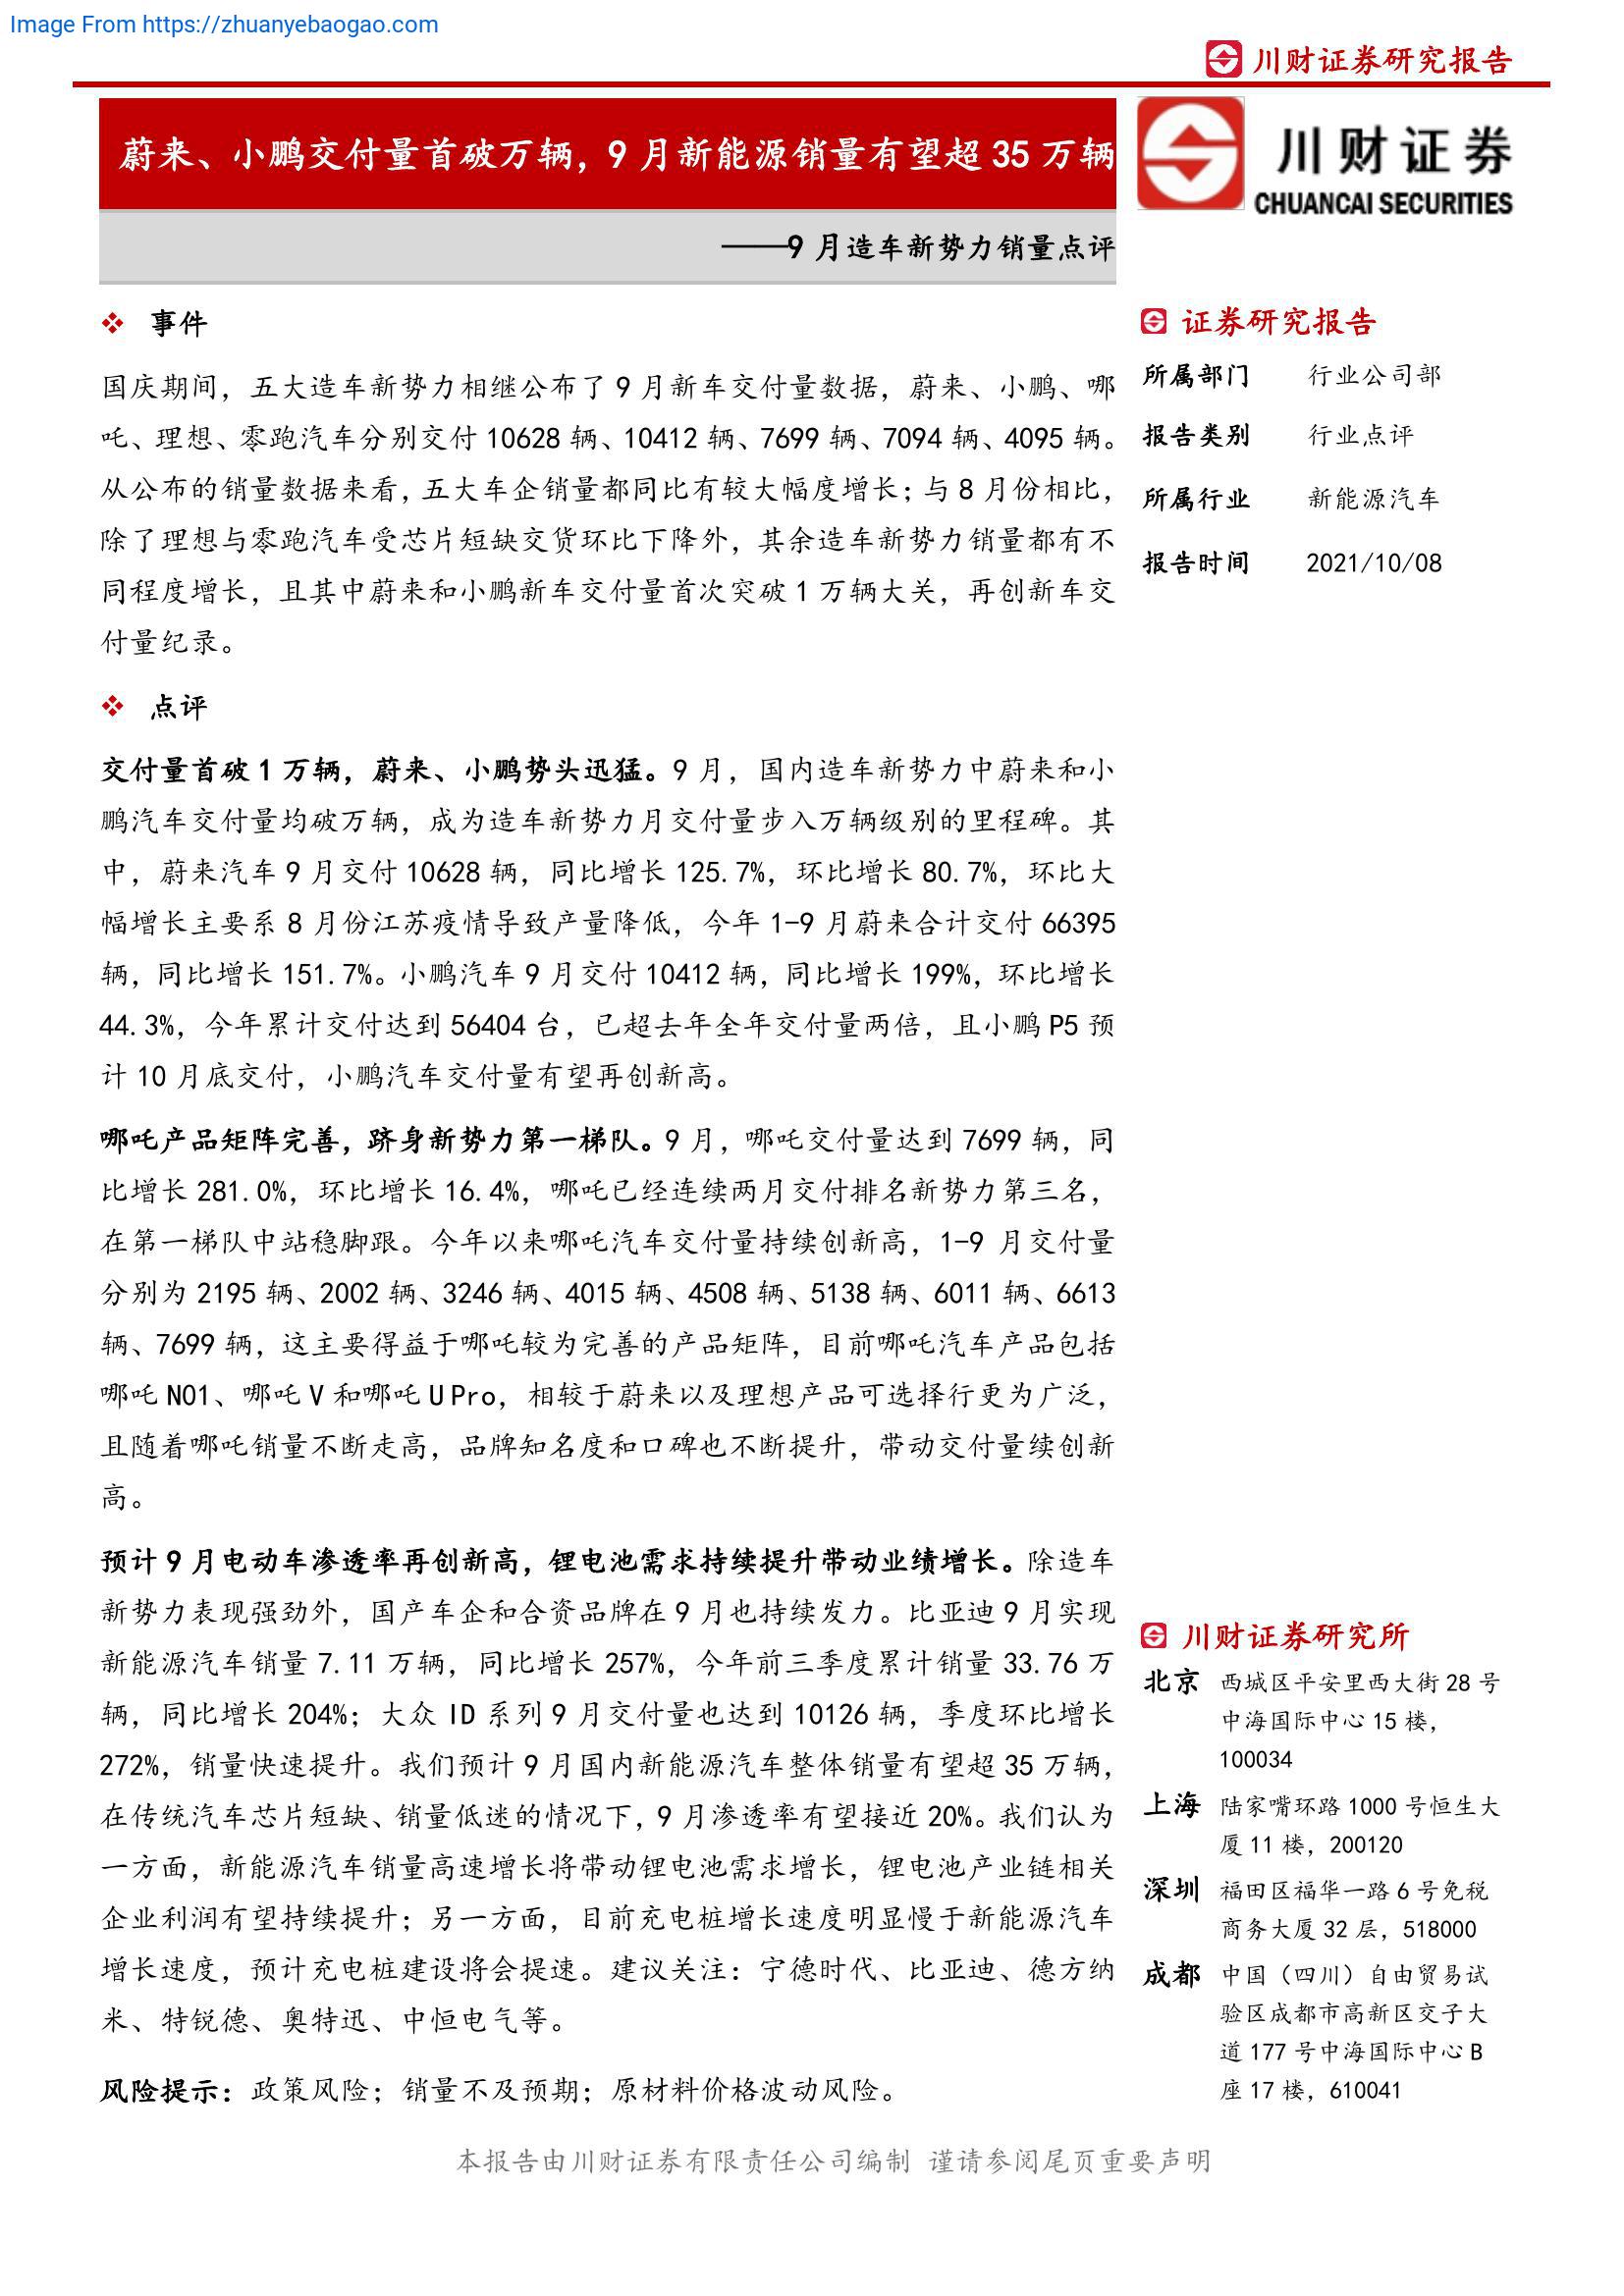 Image From https://zhuanyebaogao.com
川财证券研究报告
蔚来、小鹏交付量首破万辆，9 月新能源销量有望超 35 万辆
——9 月造车新势力销量点评
川财证券
CHUANCAI SECURITIES
事件
国庆期间，五大造车新势力相继公布了 9 月新车交付量数据，蔚来、小鹏、哪
吒、理想、零跑汽车分别交付 10628 辆、10412 辆、7699 辆、7094 辆、4095 辆。
从公布的销量数据来看，五大车企销量都同比有较大幅度增长；与 8 月份相比，
除了理想与零跑汽车受芯片短缺交货环比下降外，其余造车新势力销量都有不
同程度增长，且其中蔚来和小鹏新车交付量首次突破 1 万辆大关，再创新车交
付量纪录。
点评
交付量首破 1 万辆，蔚来、小鹏势头迅猛。9 月，国内造车新势力中蔚来和小
鹏汽车交付量均破万辆，成为造车新势力月交付量步入万辆级别的里程碑。其
中，蔚来汽车 9 月交付 10628 辆，同比增长 125.7%，环比增长 80.7%，环比大
幅增长主要系 8 月份江苏疫情导致产量降低，今年 1-9 月蔚来合计交付 66395
辆，同比增长 151.7%。小鹏汽车 9 月交付 10412 辆，同比增长 199%，环比增长
44.3%，今年累计交付达到 56404 台，已超去年全年交付量两倍，且小鹏 P5 预
计 10 月底交付，小鹏汽车交付量有望再创新高。
哪吒产品矩阵完善，跻身新势力第一梯队。9 月，哪吒交付量达到 7699 辆，同
比增长 281.0%，环比增长 16.4%，哪吒已经连续两月交付排名新势力第三名，
在第一梯队中站稳脚跟。今年以来哪吒汽车交付量持续创新高，1-9 月交付量
分别为 2195 辆、2002 辆、3246 辆、4015 辆、4508 辆、5138 辆、6011 辆、6613
辆、7699 辆，这主要得益于哪吒较为完善的产品矩阵，目前哪吒汽车产品包括
哪吒 N01、哪吒 V 和哪吒 U Pro，相较于蔚来以及理想产品可选择行更为广泛，
且随着哪吒销量不断走高，品牌知名度和口碑也不断提升，带动交付量续创新
高。
预计 9 月电动车渗透率再创新高，锂电池需求持续提升带动业绩增长。除造车
新势力表现强劲外，国产车企和合资品牌在 9 月也持续发力。比亚迪 9 月实现
新能源汽车销量 7.11 万辆，同比增长 257%，今年前三季度累计销量 33.76 万
辆，同比增长 204%；大众 ID 系列 9 月交付量也达到 10126 辆，季度环比增长
272%，销量快速提升。我们预计 9 月国内新能源汽车整体销量有望超 35 万辆，
在传统汽车芯片短缺、销量低迷的情况下，9 月渗透率有望接近 20%。我们认为
一方面，新能源汽车销量高速增长将带动锂电池需求增长，锂电池产业链相关
企业利润有望持续提升；另一方面，目前充电桩增长速度明显慢于新能源汽车
增长速度，预计充电桩建设将会提速。建议关注：宁德时代、比亚迪、德方纳
米、特锐德、奥特迅、中恒电气等。
风险提示：政策风险；销量不及预期；原材料价格波动风险。
证券研究报告
所属部门 行业公司部
报告类别 行业点评
所属行业 新能源汽车
报告时间 2021/10/08
川财证券研究所
北京 西城区平安里西大街 28 号
中海国际中心 15 楼，
100034
上海 陆家嘴环路 1000 号恒生大
厦 11 楼，200120
深圳 福田区福华一路 6 号免税
商务大厦 32 层，518000
成都 中国（四川）自由贸易试
验区成都市高新区交子大
道 177 号中海国际中心 B
座 17 楼，610041
本报告由川财证券有限责任公司编制 谨请参阅尾页重要声明